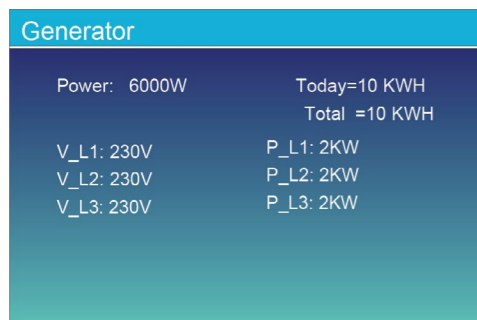 Generator
Power: 6000W Today=10 KWH
Total =10 KWH
V_L1: 230V P_L1: 2KW
V_L2: 230V P_L2: 2KW
V_L3: 230V P_L3: 2KW